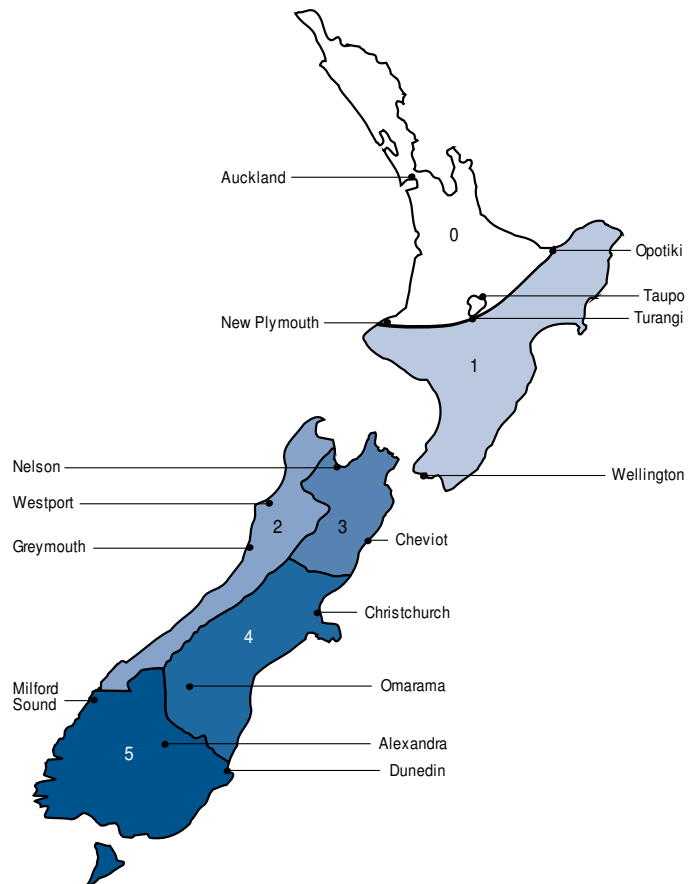 Auckland
0
Opotiki
Taupo
New Plymouth
Turangi
1
Nelson
Wellington
Westport
2
3
Greymouth
Cheviot
Christchurch
4
Milford
Sound
Omarama
5
Alexandra
Dunedin